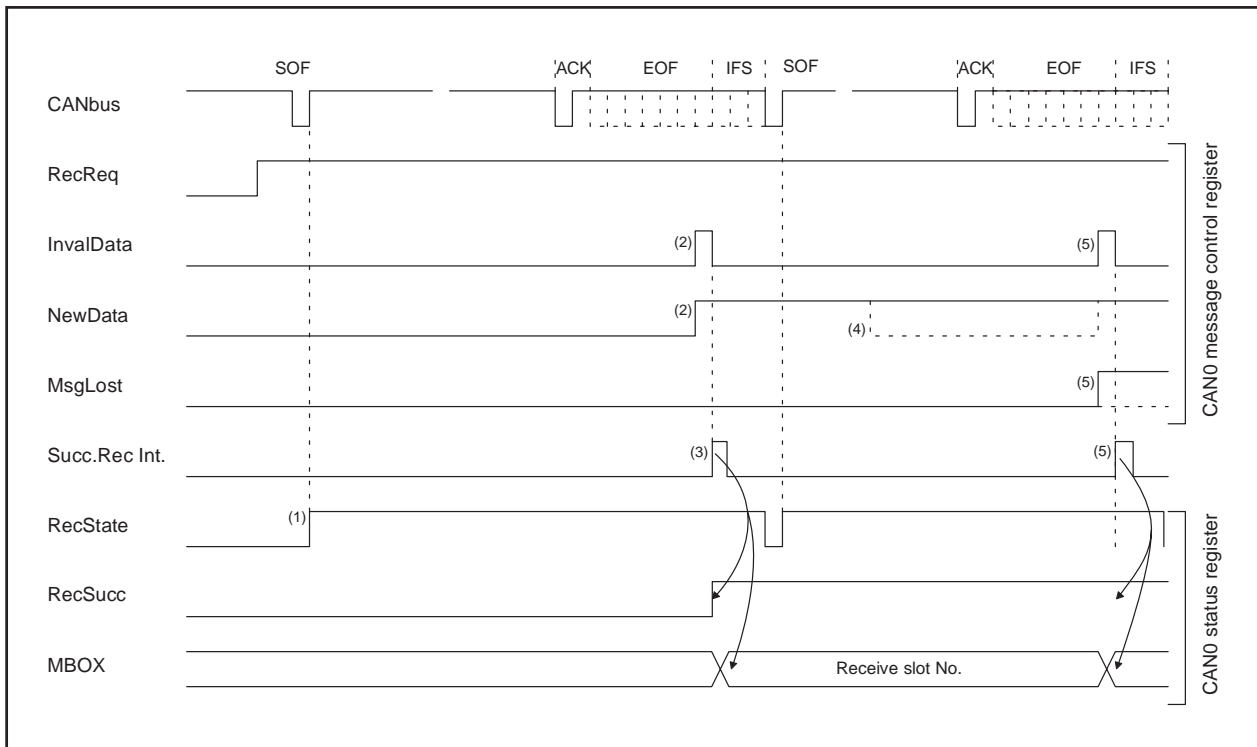 SOF ACK EOF IFS SOF ACK EOF IFS
CANbus
RecReq
InvalData (2) (5)
NewData (2) (4)
MsgLost (5)
Succ.Rec Int. (3) (5)
RecState (1)
RecSucc
MBOX Receive slot No.
CAN0 message control register
CAN0 status register